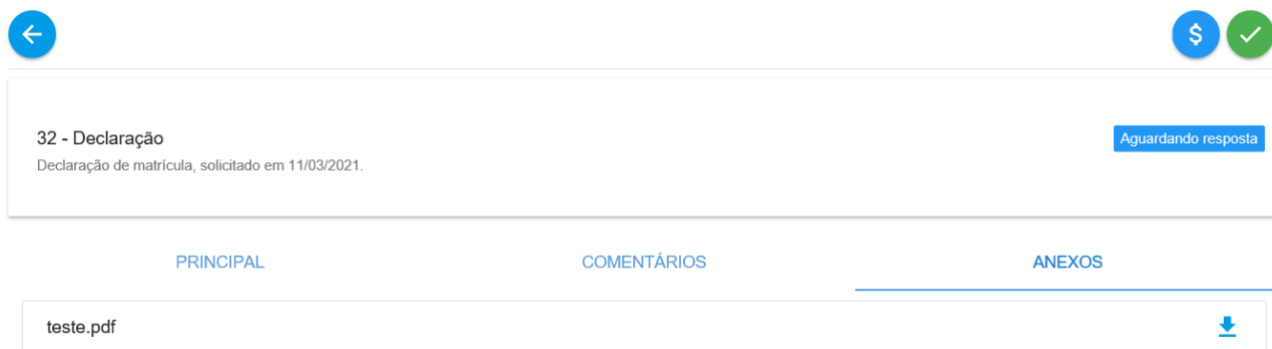 $
32 - Declaração
Aguardando resposta
Declaração de matrícula, solicitado em 11/03/2021.
PRINCIPAL
COMENTÁRIOS
ANEXOS
teste.pdf